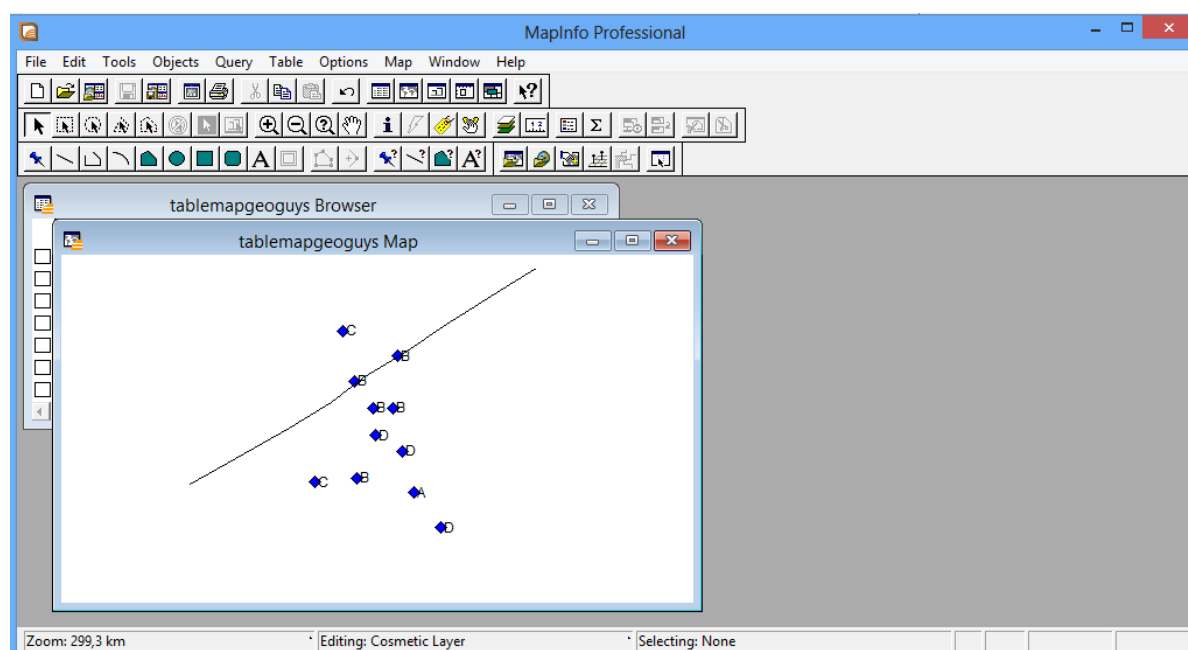 MapInfo Professional
File Edit Tools Objects Query Table Options Map Window Help
tablemapgeoguys Browser
tablemapgeoguys Map
C
B
B
B B
D
D
C B
A
D
Zoom: 299,3 km Editing: Cosmetic Layer Selecting: None